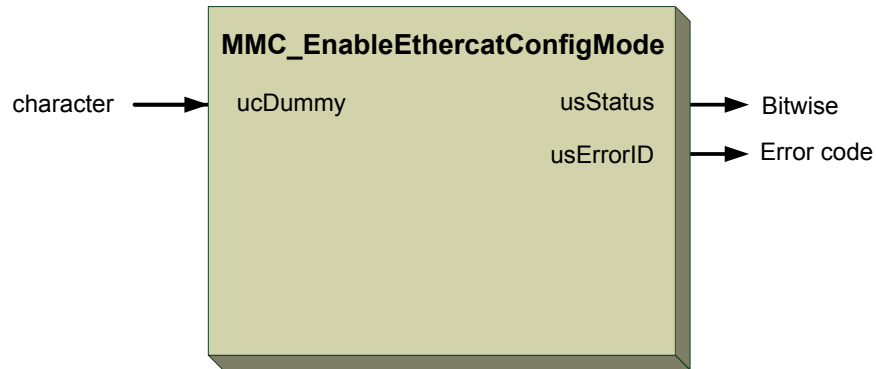 MMC_EnableEthercatConfigMode
character ucDummy usStatus Bitwise
usErrorID Error code